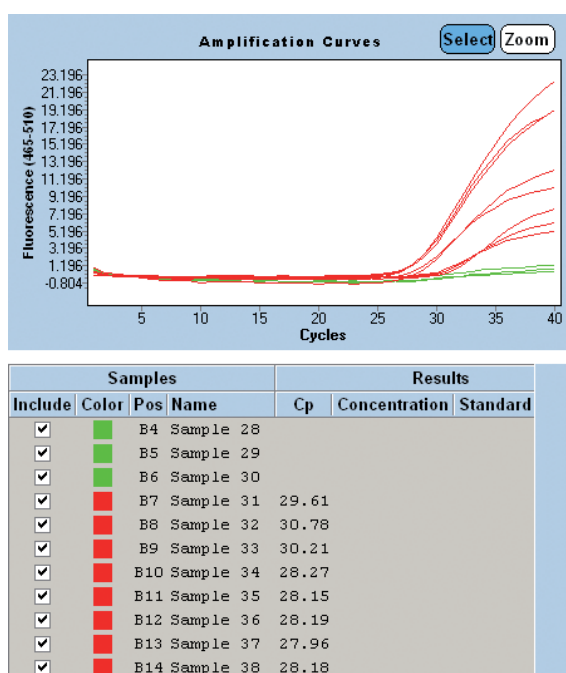 Amplification Curves Select Zoom
23.196
21.196
19.196
17.196
15.196
13.196
11.196
9.196
7.196
5.196
3.196
1.196
-0.804
Fluorescence (465-510)
5 10 15 20 25 30 35 40
Cycles
Samples Results
Include Color Pos Name Cp Concentration Standard
B4 Sample 28
B5 Sample 29
B6 Sample 30
B7 Sample 31 29.61
B8 Sample 32 30.78
B9 Sample 33 30.21
B10 Sample 34 28.27
B11 Sample 35 28.15
B12 Sample 36 28.19
B13 Sample 37 27.96
B14 Sample 38 28.18